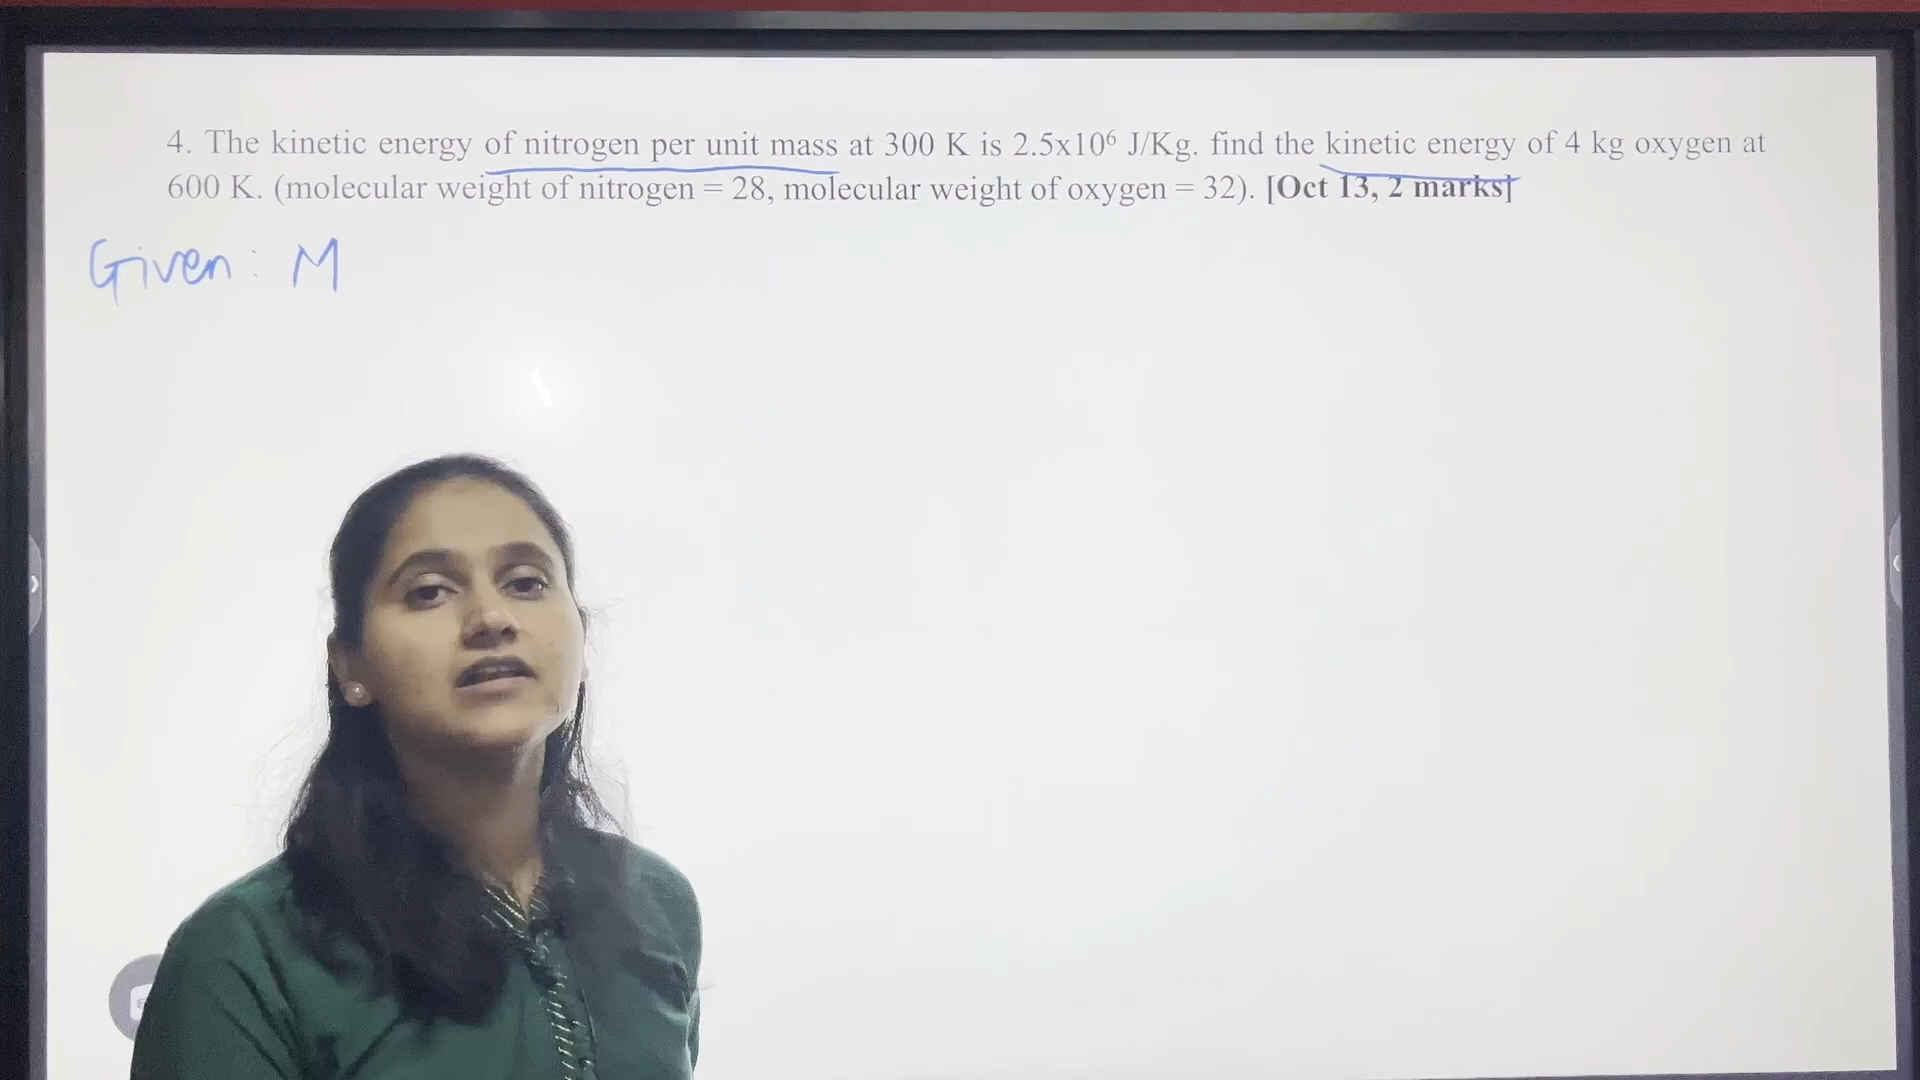 4. The kinetic energy of nitrogen per unit mass at 300 K is 2.5x10⁶ J/Kg. find the kinetic energy of 4 kg oxygen at
600 K. (molecular weight of nitrogen = 28, molecular weight of oxygen = 32). [Oct 13, 2 marks]
Given: M